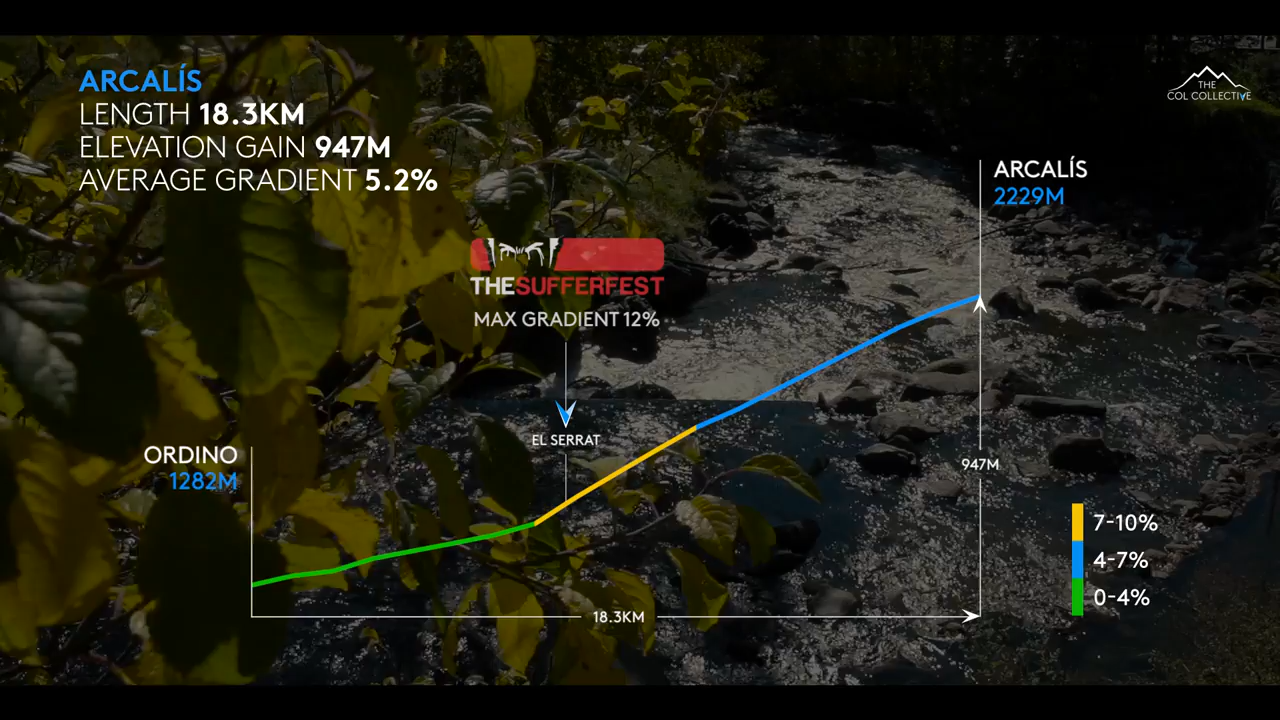 ARCALÍS
LENGTH 18.3KM
ELEVATION GAIN 947M
AVERAGE GRADIENT 5.2%
THE
COL COLLECTIVE
ARCALÍS
2229M
THESUFFERFEST
MAX GRADIENT 12%
EL SERRAT
ORDINO
1282M
947M
7-10%
4-7%
0-4%
18.3KM